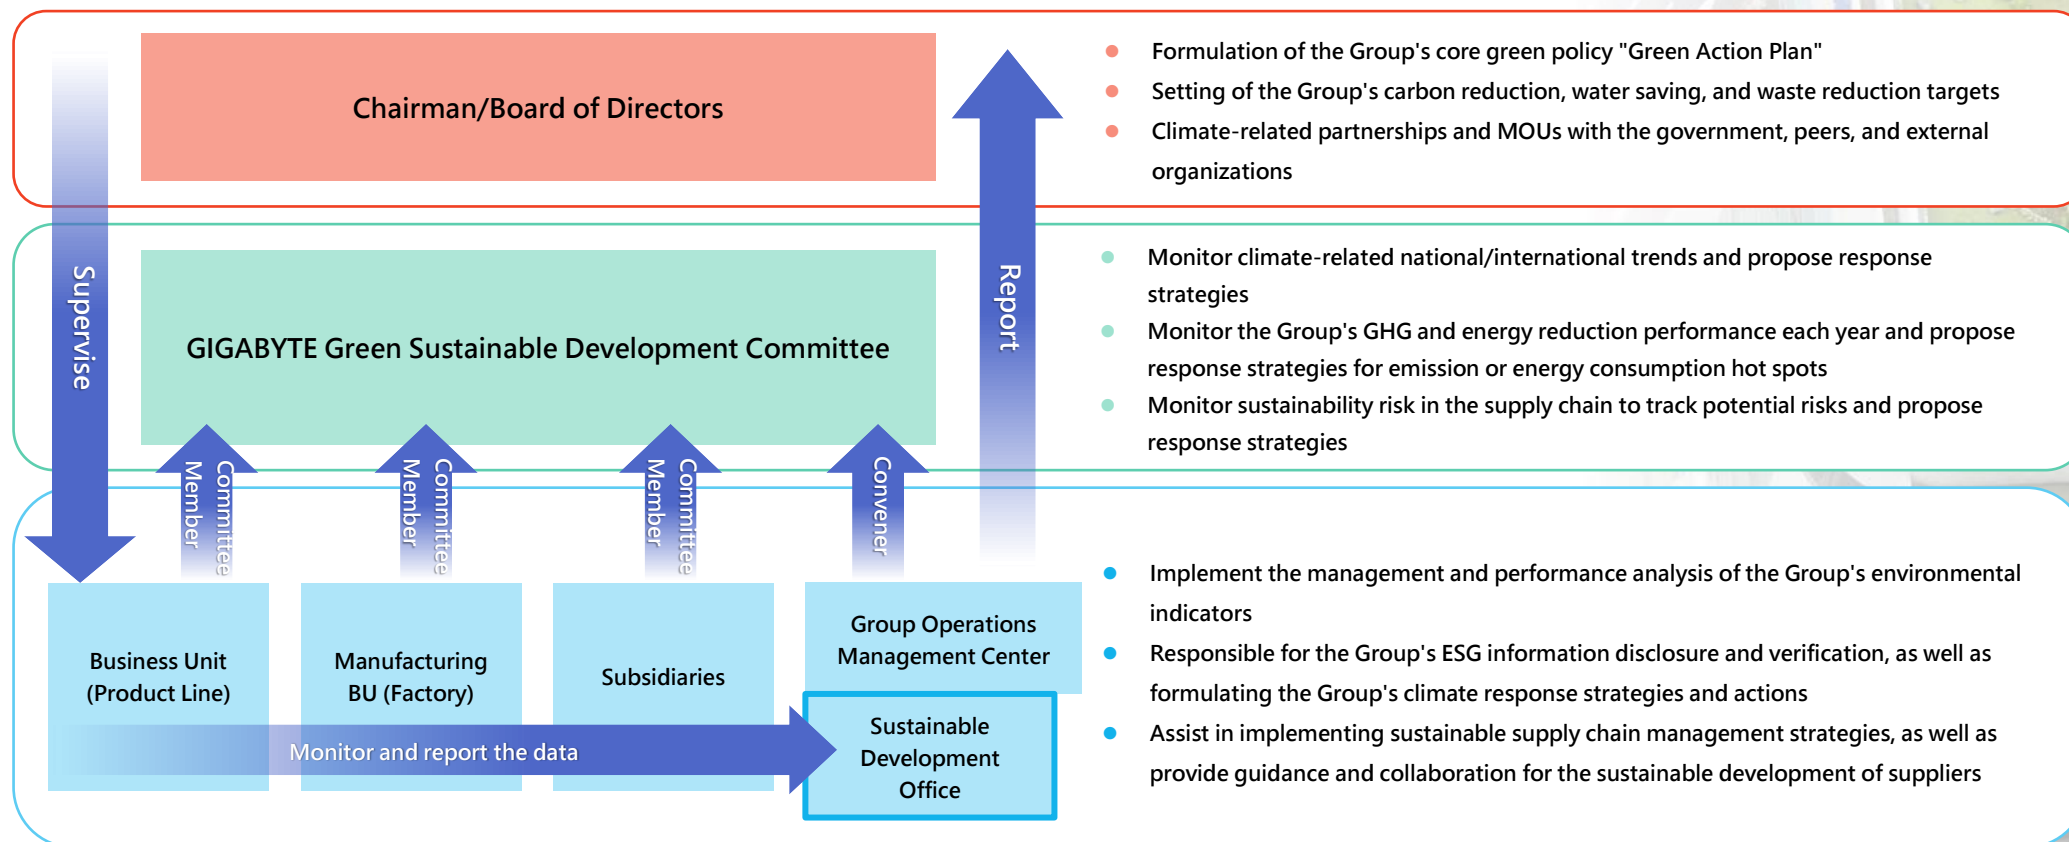 Chairman/Board of Directors
Formulation of the Group's core green policy "Green Action Plan"
Setting of the Group's carbon reduction, water saving, and waste reduction targets
Climate-related partnerships and MOUs with the government, peers, and external
organizations
Supervise
Report
GIGABYTE Green Sustainable Development Committee
Monitor climate-related national/international trends and propose response
strategies
Monitor the Group's GHG and energy reduction performance each year and propose
response strategies for emission or energy consumption hot spots
Monitor sustainability risk in the supply chain to track potential risks and propose
response strategies
Committee
Member
Committee
Member
Committee
Member
Convener
Business Unit
(Product Line)
Manufacturing
BU (Factory)
Subsidiaries
Group Operations
Management Center
Monitor and report the data
Sustainable
Development
Office
Implement the management and performance analysis of the Group's environmental
indicators
Responsible for the Group's ESG information disclosure and verification, as well as
formulating the Group's climate response strategies and actions
Assist in implementing sustainable supply chain management strategies, as well as
provide guidance and collaboration for the sustainable development of suppliers